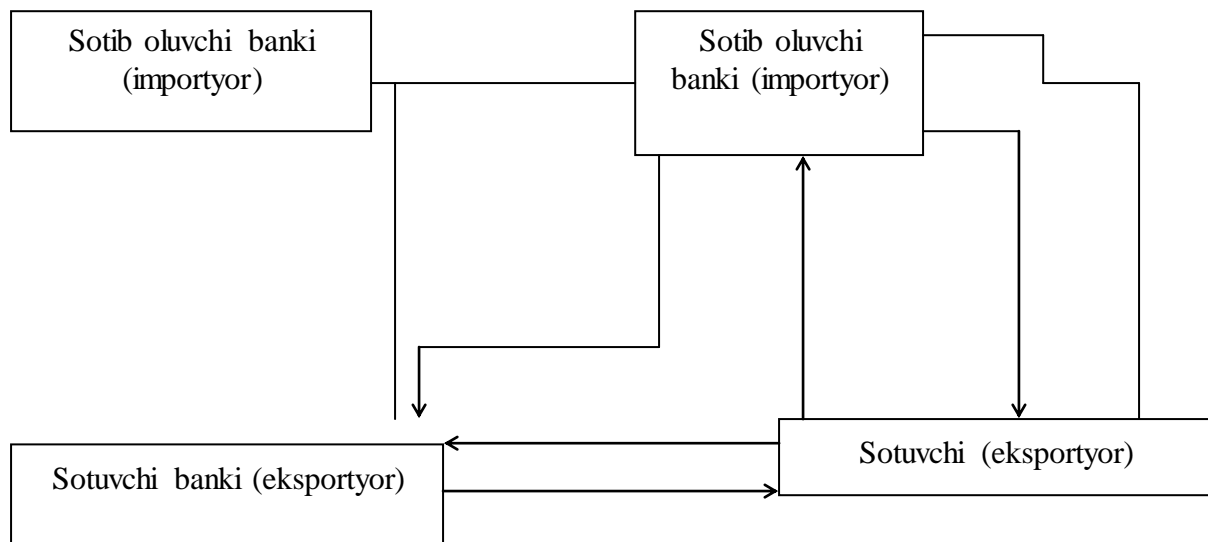 Sotib oluvchi banki
(importyor)
Sotib oluvchi
banki (importyor)
Sotuvchi banki (eksportyor)
Sotuvchi (eksportyor)